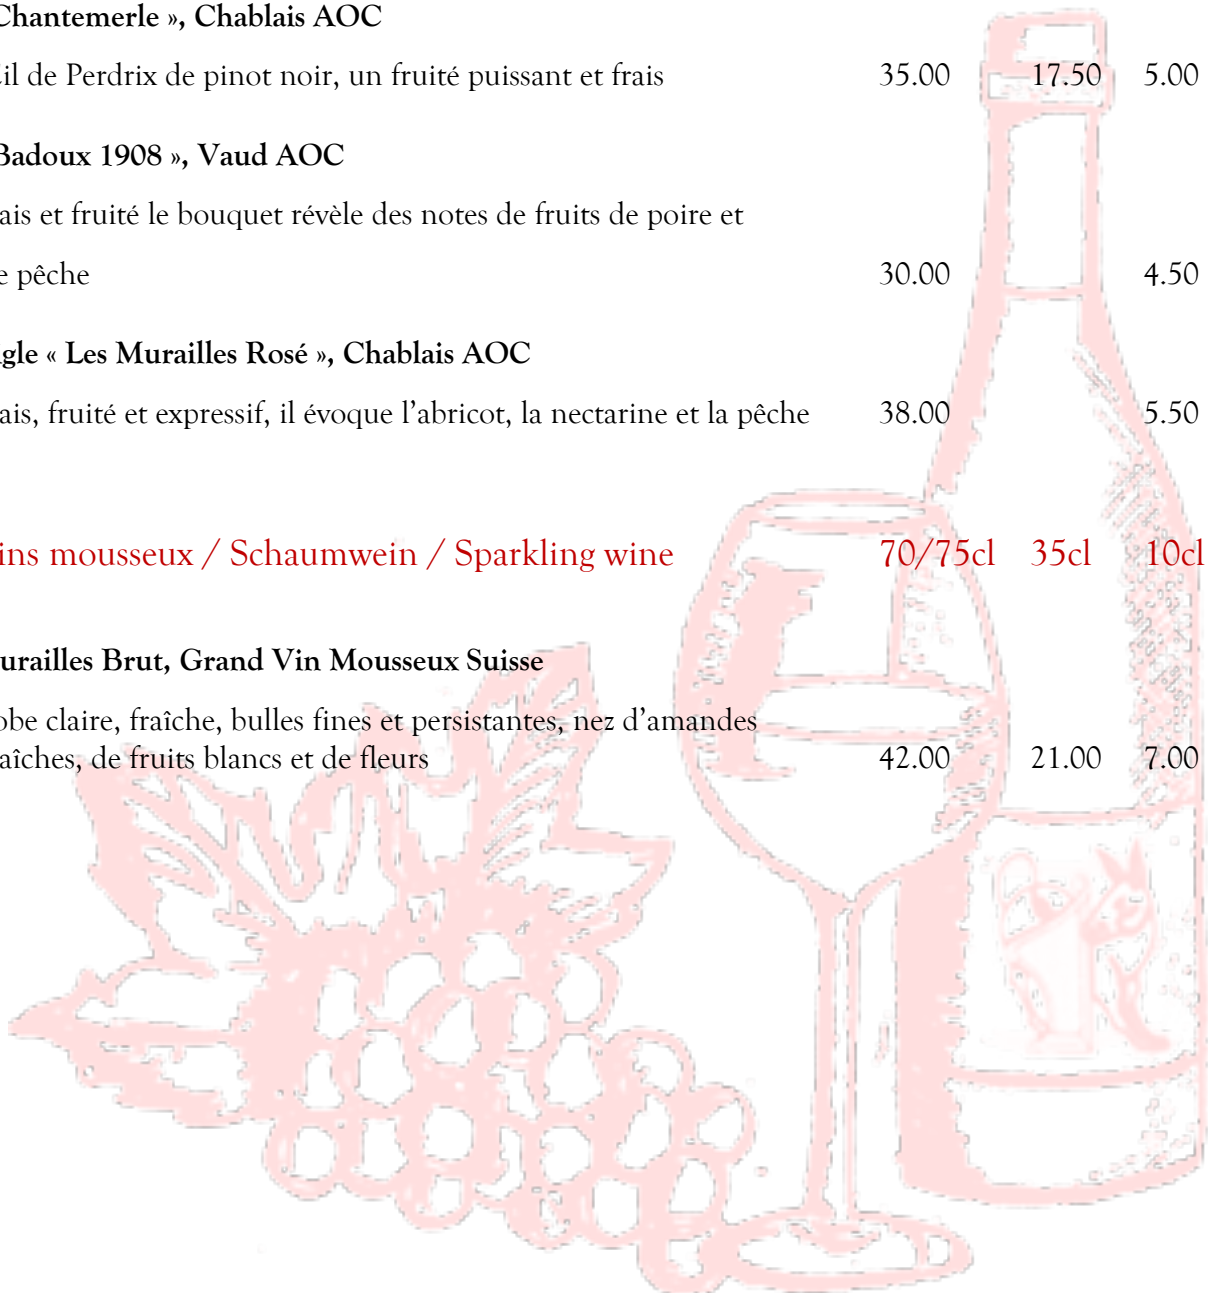 Chantemerle », Chablais AOC
il de Perdrix de pinot noir, un fruité puissant et frais 35.00 17.50 5.00
Badoux 1908 », Vaud AOC
ais et fruité le bouquet révèle des notes de fruits de poire et
e pêche 30.00 4.50
igle « Les Murailles Rosé », Chablais AOC
ais, fruité et expressif, il évoque l’abricot, la nectarine et la pêche 38.00 5.50
ins mousseux / Schaumwein / Sparkling wine 70/75cl 35cl 10cl
urailles Brut, Grand Vin Mousseux Suisse
obe claire, fraîche, bulles fines et persistantes, nez d’amandes
aîches, de fruits blancs et de fleurs 42.00 21.00 7.00